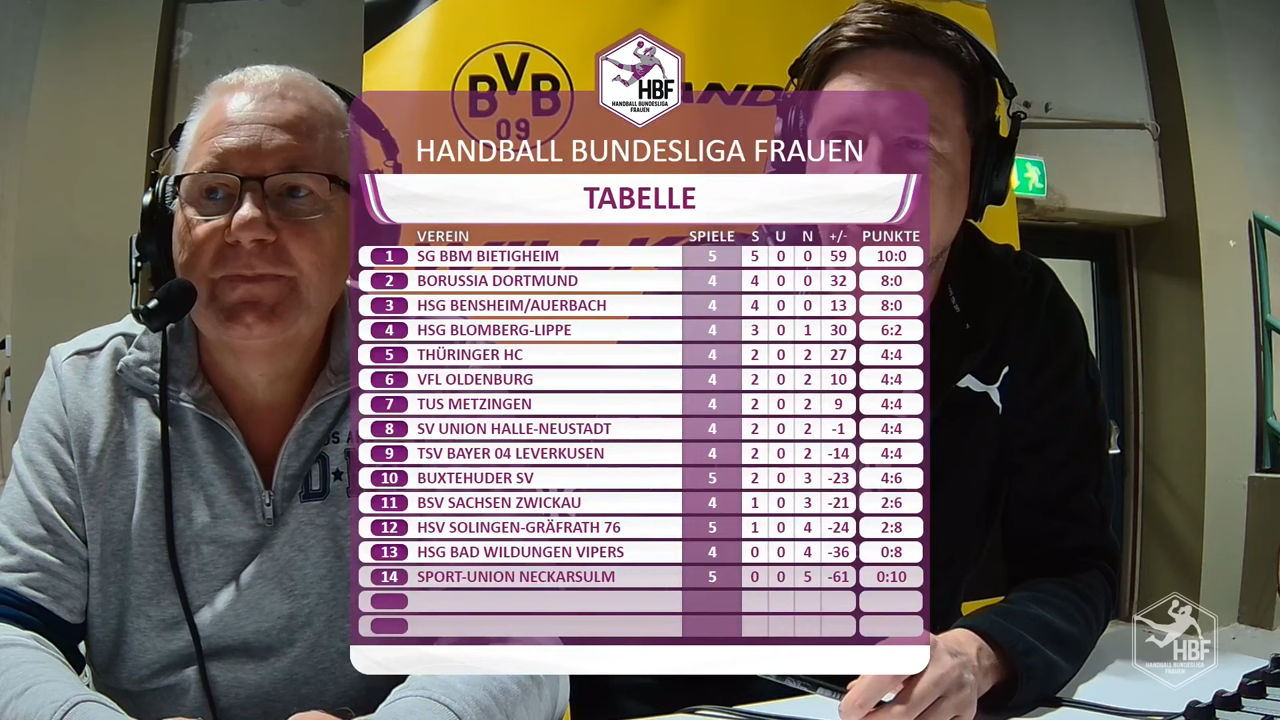 BVB
09
AND
HBF
HANDBALL BUNDESLIGA
FRAUEN
HANDBALL BUNDESLIGA FRAUEN
TABELLE
VEREIN SPIELE S U N +/- PUNKTE
1 SG BBM BIETIGHEIM 5 5 0 0 59 10:0
2 BORUSSIA DORTMUND 4 4 0 0 32 8:0
3 HSG BENSHEIM/AUERBACH 4 4 0 0 13 8:0
4 HSG BLOMBERG-LIPPE 4 3 0 1 30 6:2
5 THÜRINGER HC 4 2 0 2 27 4:4
6 VFL OLDENBURG 4 2 0 2 10 4:4
7 TUS METZINGEN 4 2 0 2 9 4:4
8 SV UNION HALLE-NEUSTADT 4 2 0 2 -1 4:4
9 TSV BAYER 04 LEVERKUSEN 4 2 0 2 -14 4:4
10 BUXTEHUDER SV 5 2 0 3 -23 4:6
11 BSV SACHSEN ZWICKAU 4 1 0 3 -21 2:6
12 HSV SOLINGEN-GRÄFRATH 76 5 1 0 4 -24 2:8
13 HSG BAD WILDUNGEN VIPERS 4 0 0 4 -36 0:8
14 SPORT-UNION NECKARSULM 5 0 0 5 -61 0:10
HBF
HANDBALL BUNDESLIGA
FRAUEN